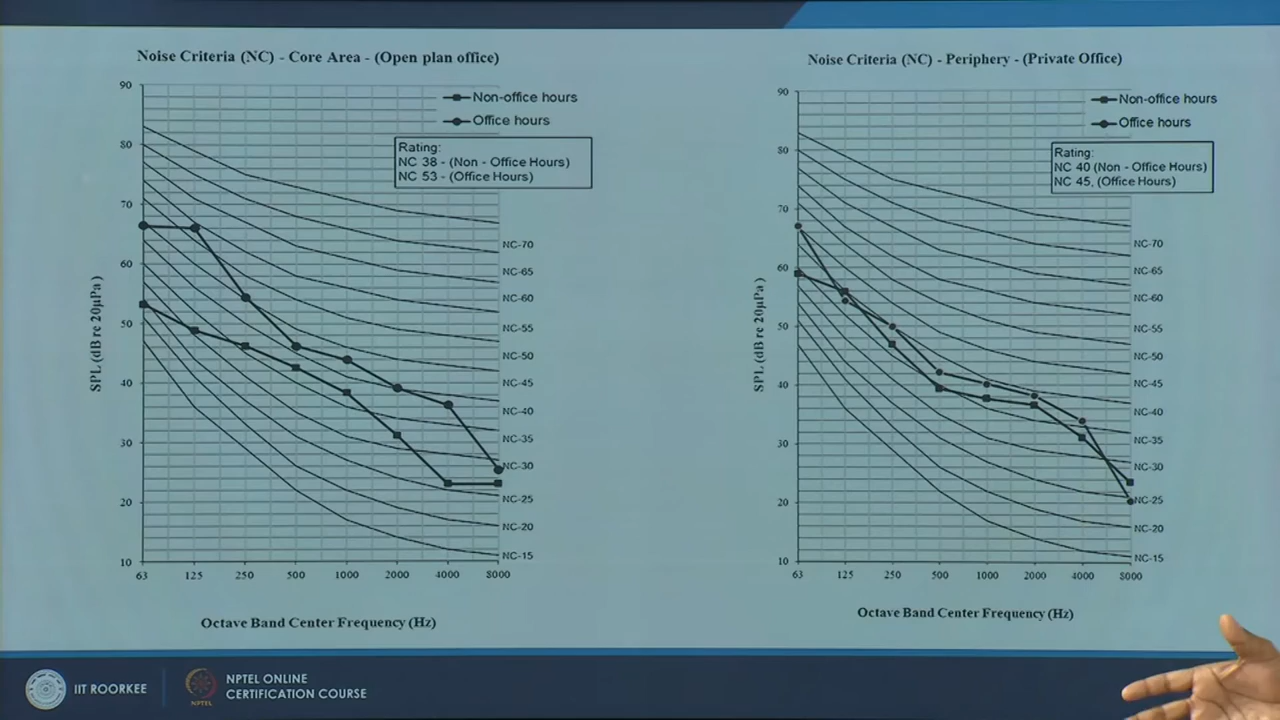 Noise Criteria (NC) - Core Area - (Open plan office)
90
80
70
60
50
40
30
20
10
SPL (dB re 20µPa)
Non-office hours
Office hours
Rating:
NC 38 - (Non - Office Hours)
NC 53 - (Office Hours)
NC-70
NC-65
NC-60
NC-55
NC-50
NC-45
NC-40
NC-35
NC-30
NC-25
NC-20
NC-15
63 125 250 500 1000 2000 4000 8000
Octave Band Center Frequency (Hz)
Noise Criteria (NC) - Periphery - (Private Office)
90
80
70
60
50
40
30
20
10
SPL (dB re 20µPa )
Non-office hours
Office hours
Rating:
NC 40 (Non - Office Hours)
NC 45, (Office Hours)
NC-70
NC-65
NC-60
NC-55
NC-50
NC-45
NC-40
NC-35
NC-30
NC-25
NC-20
NC-15
63 125 250 500 1000 2000 4000 8000
Octave Band Center Frequency (Hz)
IIT ROORKEE
NPTEL
NPTEL ONLINE
CERTIFICATION COURSE